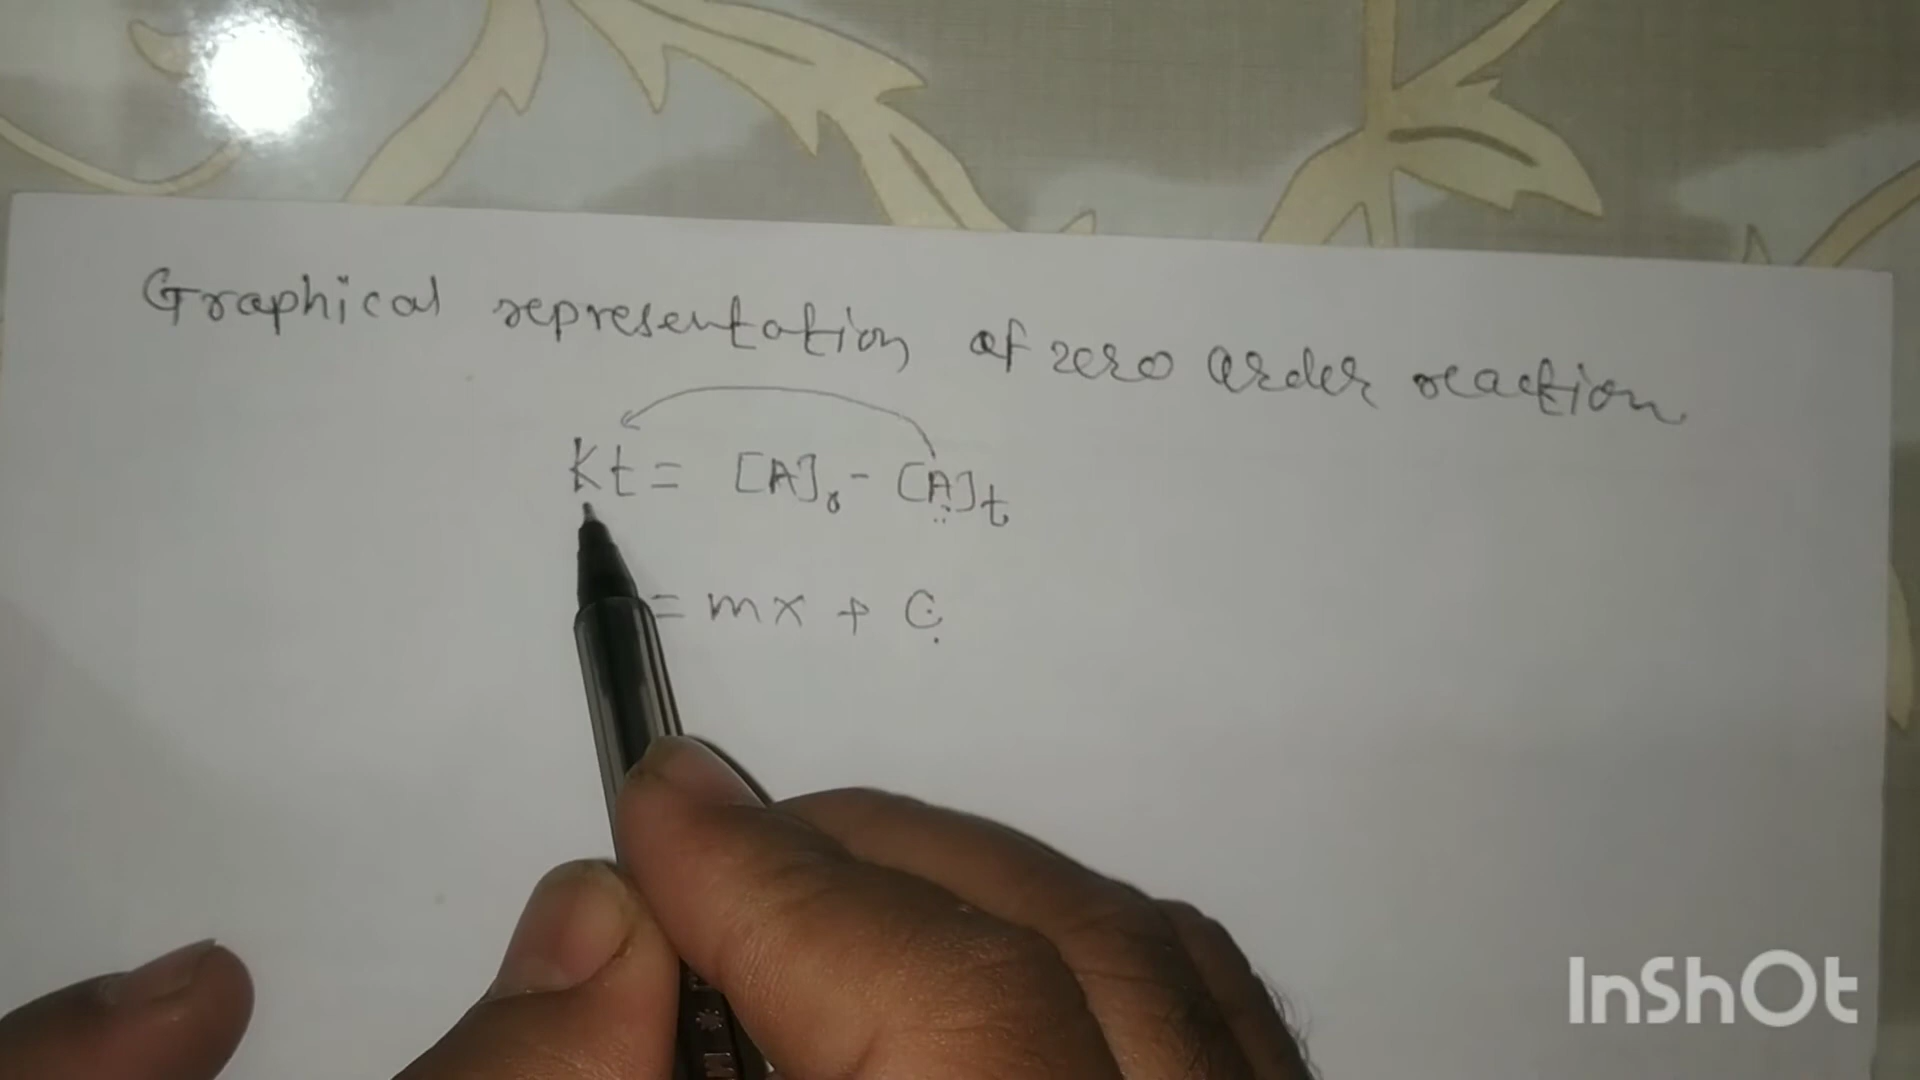 Graphical representation of zero order reaction
Kt = [A]₀ - [A]t
= mx + C
InShOt